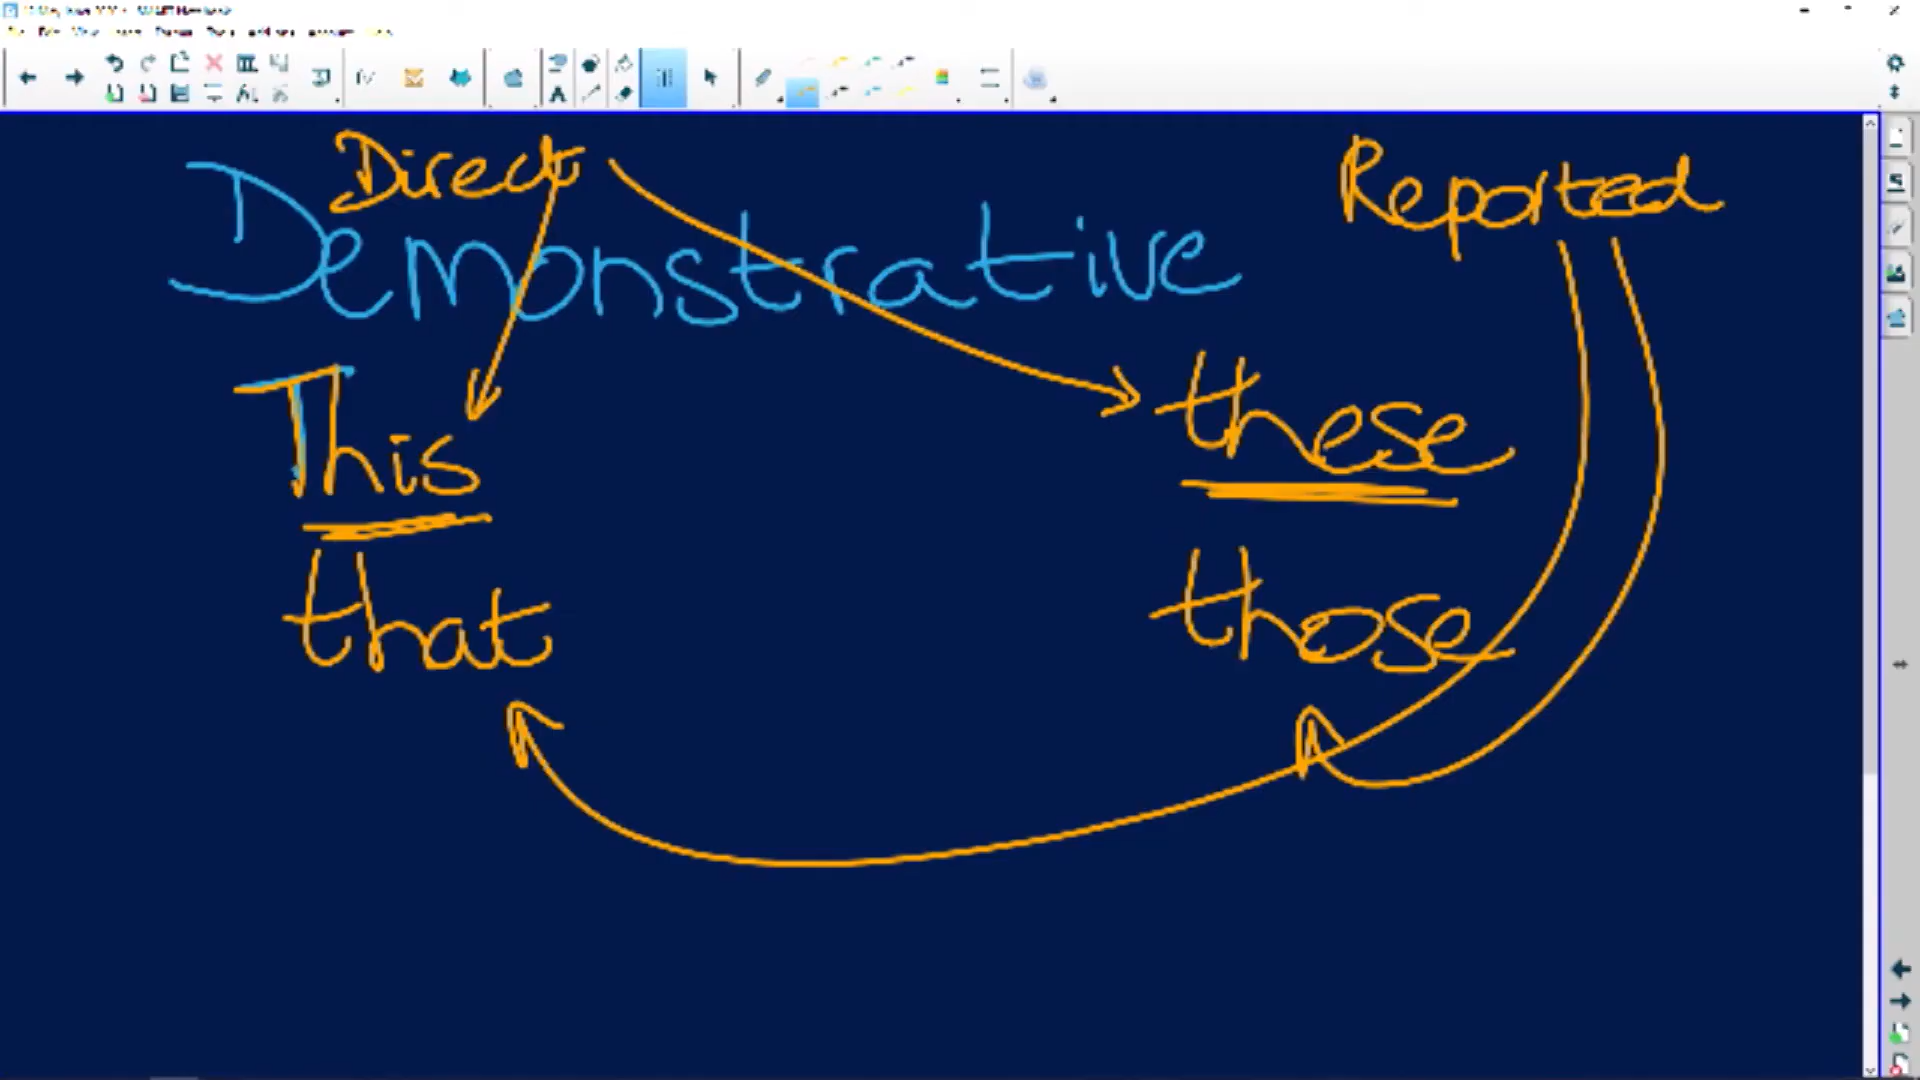 Direct Reported
Demonstrative
This these
that those